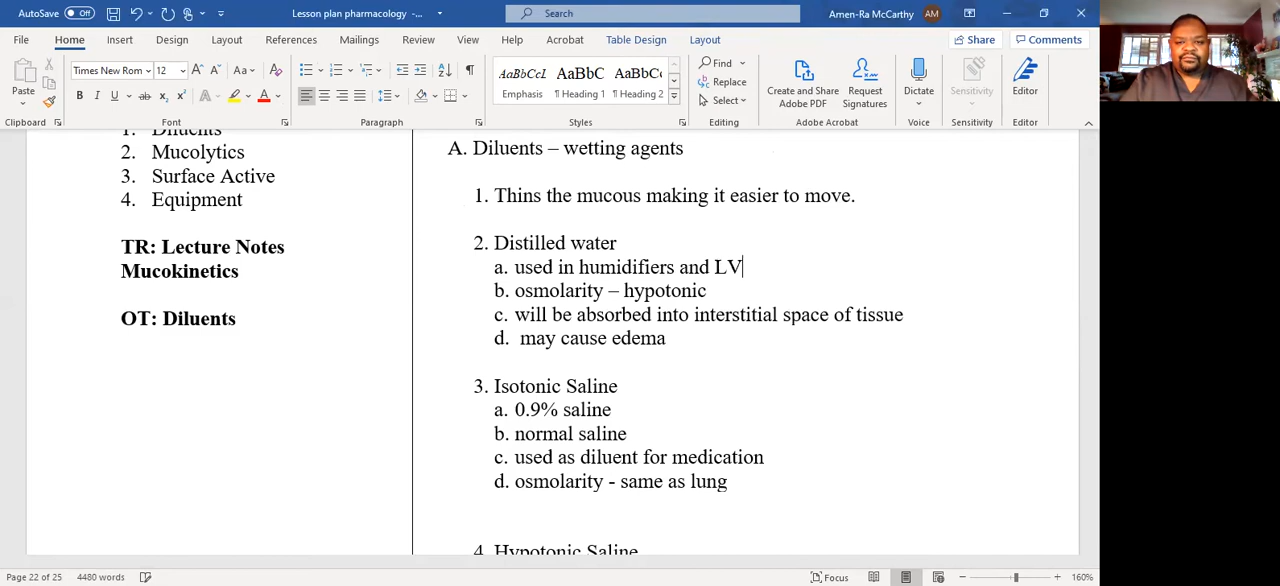 AutoSave Off
Lesson plan pharmacology -...
Search
Amen-Ra McCarthy AM
File Home Insert Design Layout References Mailings Review View Help Acrobat Table Design Layout
Share Comments
Paste
Clipboard
Times New Rom 12
Aa
B I U ab x2 x2 A A
Font
Paragraph
AaBbCcI AaBbC AaBbCc
Emphasis ¶ Heading 1 ¶ Heading 2
Styles
Find
Replace
Select
Editing
Create and Share Adobe PDF
Request Signatures
Adobe Acrobat
Dictate
Voice
Sensitivity
Sensitivity
Editor
Editor
1. Diluents
2. Mucolytics
3. Surface Active
4. Equipment
TR: Lecture Notes
Mucokinetics
OT: Diluents
A. Diluents – wetting agents
1. Thins the mucous making it easier to move.
2. Distilled water
a. used in humidifiers and LV
b. osmolarity – hypotonic
c. will be absorbed into interstitial space of tissue
d. may cause edema
3. Isotonic Saline
a. 0.9% saline
b. normal saline
c. used as diluent for medication
d. osmolarity - same as lung
4. Hypotonic Saline
Page 22 of 25 4480 words
Focus
160%